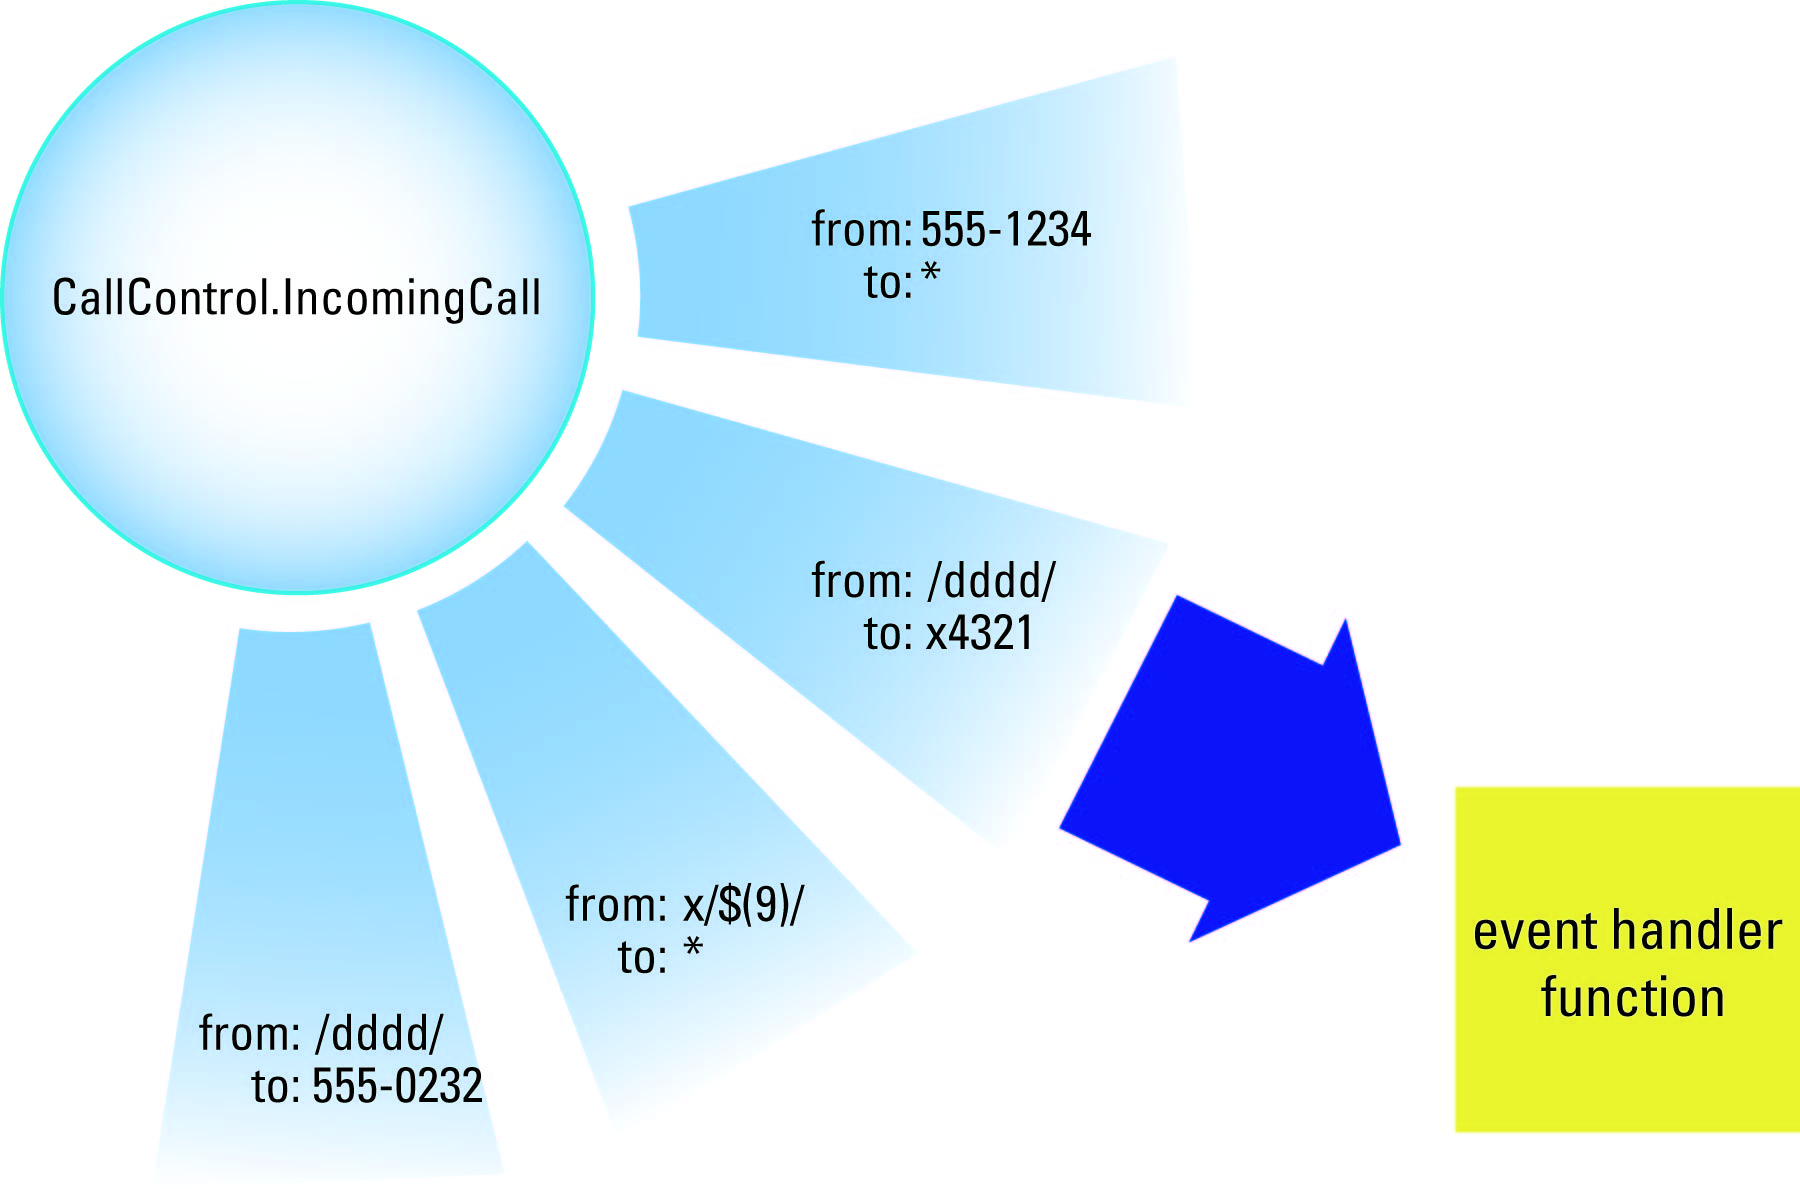 CallControl.IncomingCall
from: 555-1234
to: *
from: /dddd/
to: x4321
from: x/$(9)/
to: *
from: /dddd/
to: 555-0232
event handler
function